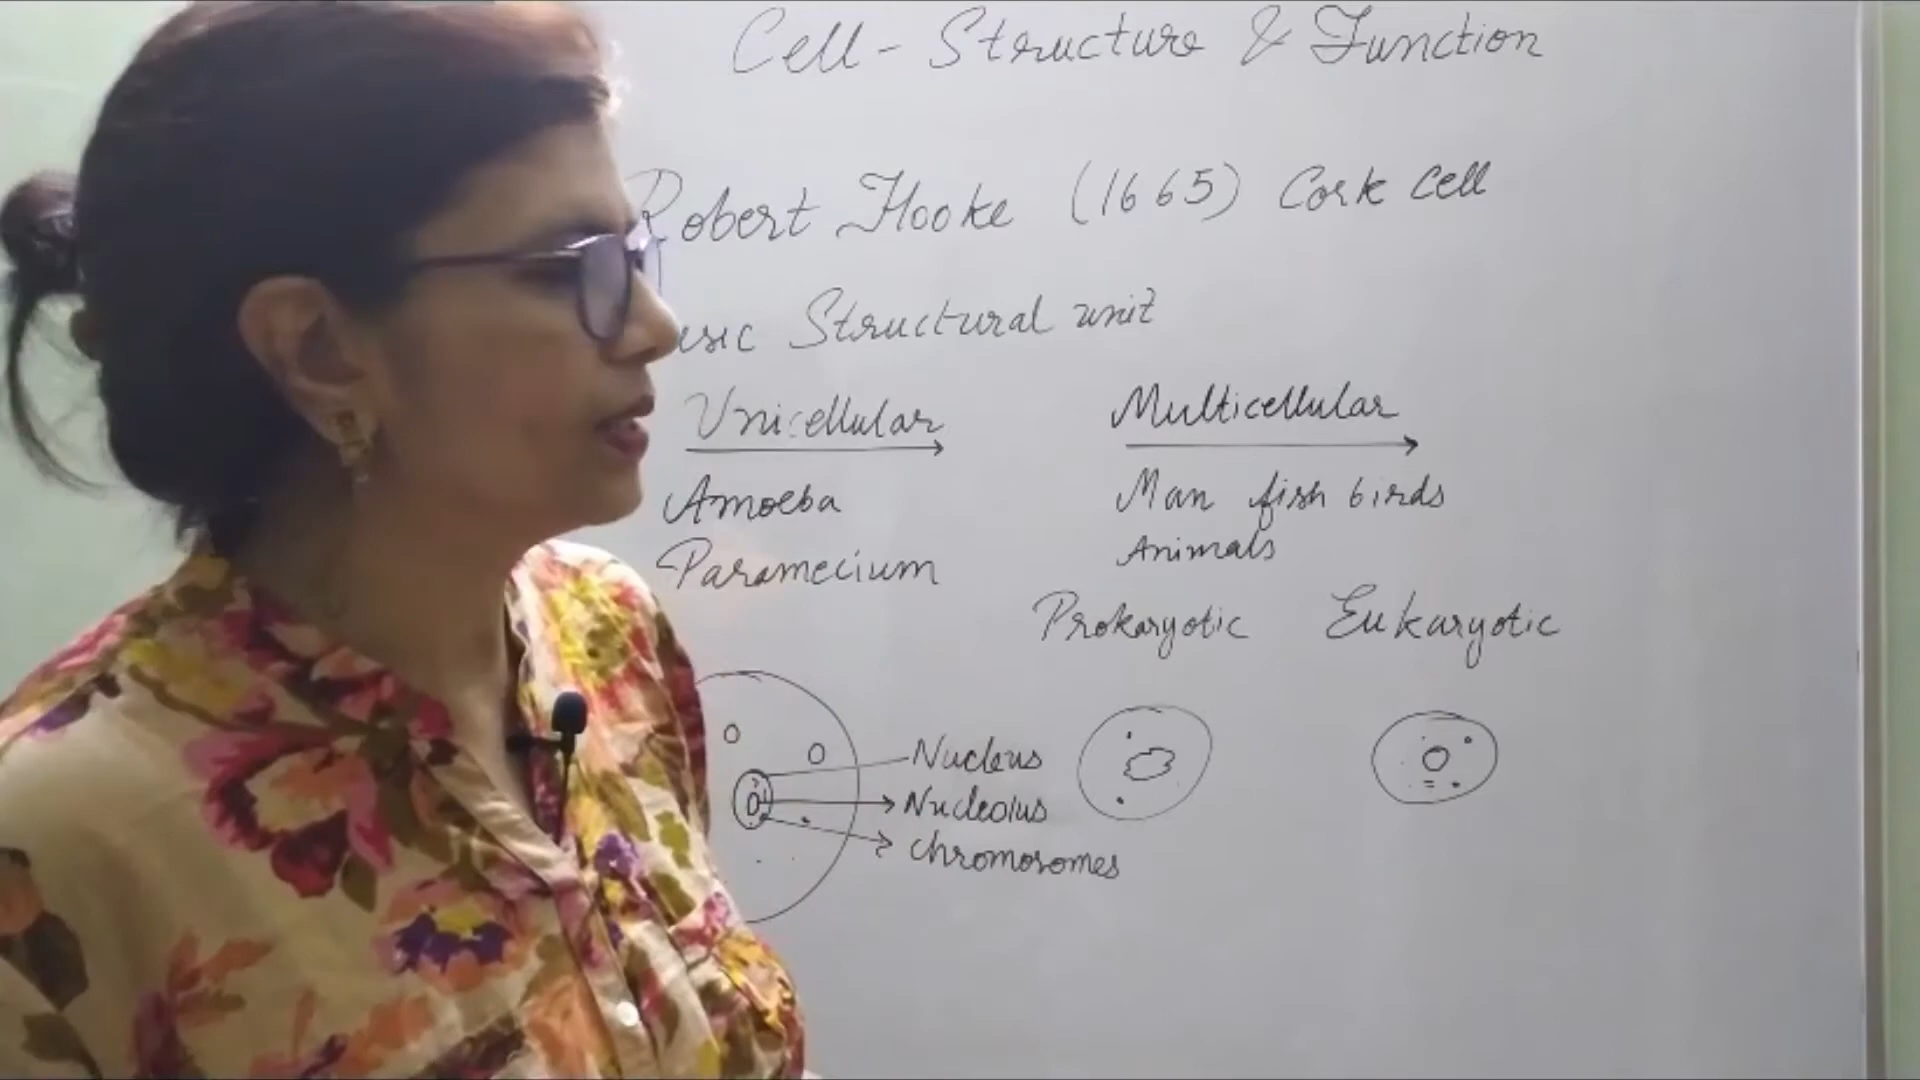 Cell - Structure & Function
Robert Hooke (1665) Cork Cell
Structural unit
Unicellular
Multicellular
Amoeba
Man fish birds
Paramecium
Animals
Prokaryotic Eukaryotic
Nucleus
Nucleolus
Chromosomes